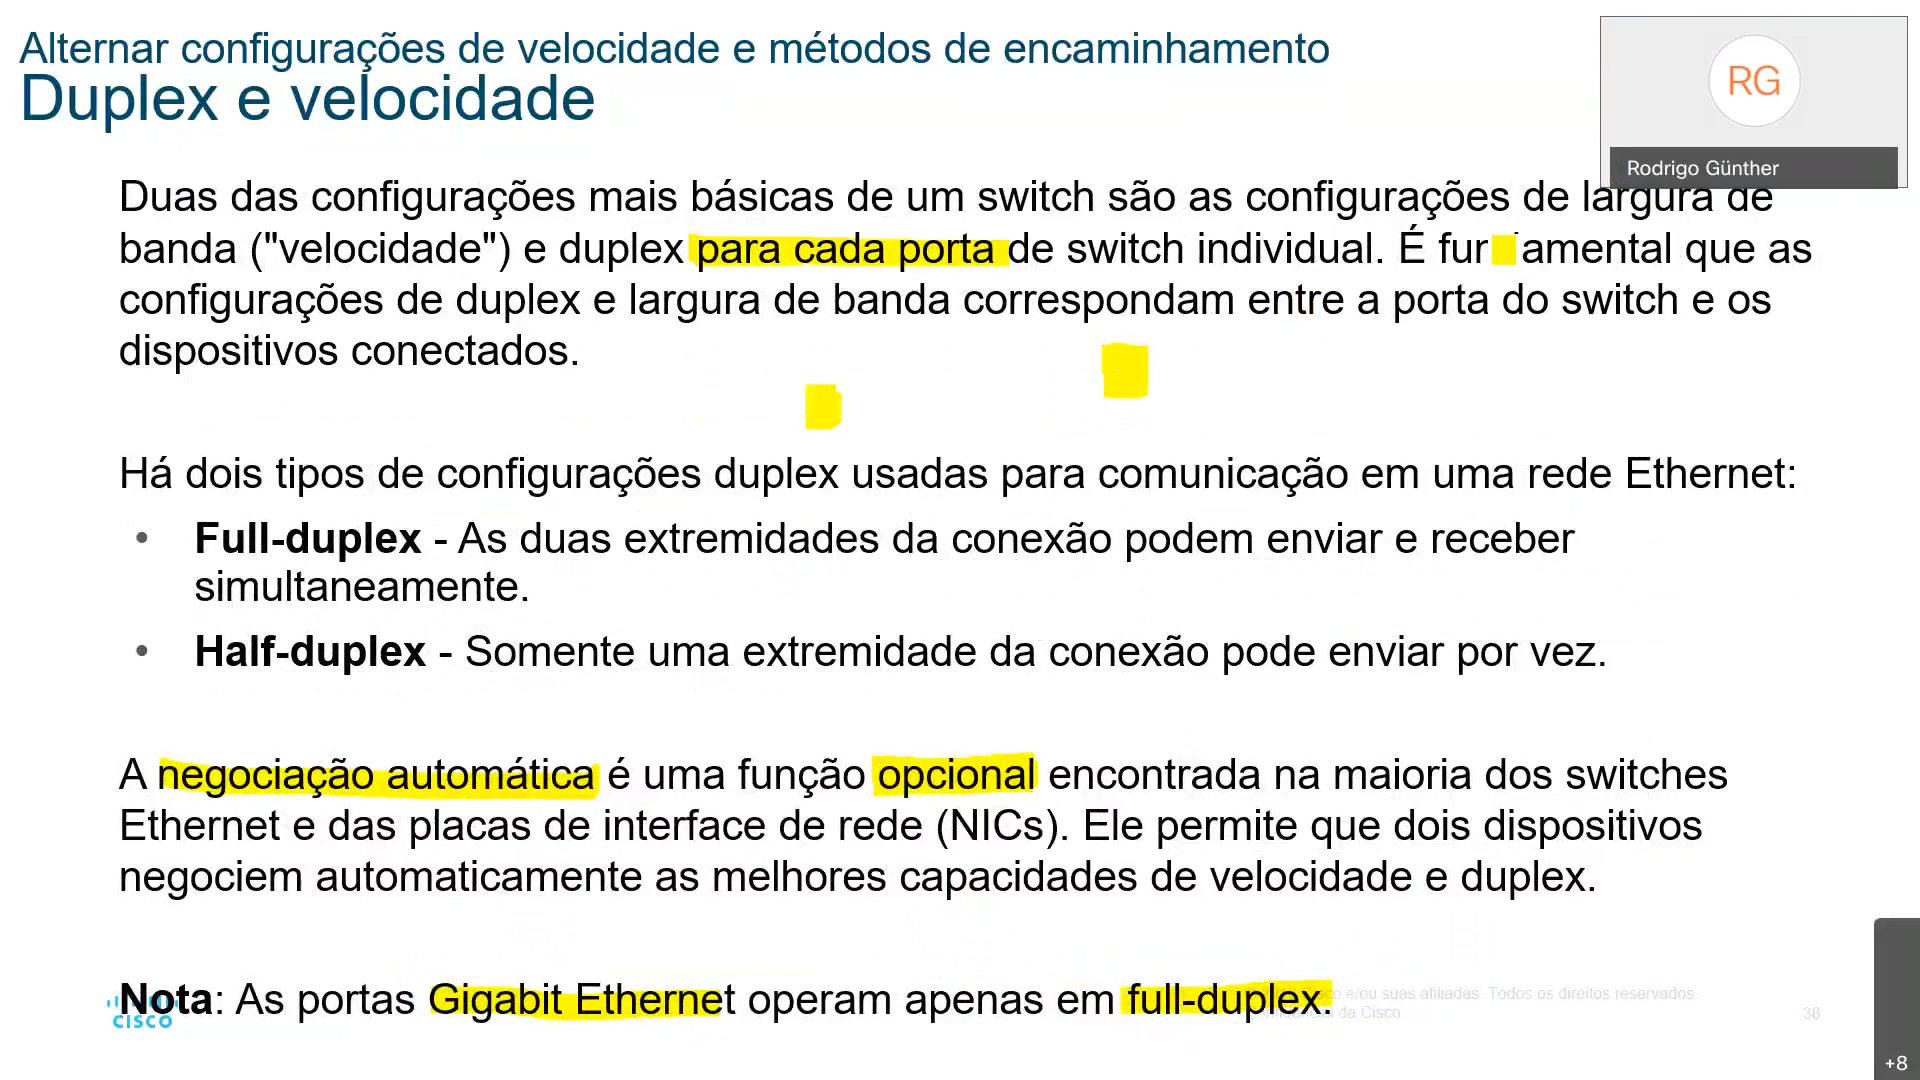 Alternar configurações de velocidade e métodos de encaminhamento
Duplex e velocidade
RG
Rodrigo Günther
Duas das configurações mais básicas de um switch são as configurações de largura de
banda ("velocidade") e duplex para cada porta de switch individual. É fur amental que as
configurações de duplex e largura de banda correspondam entre a porta do switch e os
dispositivos conectados.
Há dois tipos de configurações duplex usadas para comunicação em uma rede Ethernet:
• Full-duplex - As duas extremidades da conexão podem enviar e receber
simultaneamente.
• Half-duplex - Somente uma extremidade da conexão pode enviar por vez.
A negociação automática é uma função opcional encontrada na maioria dos switches
Ethernet e das placas de interface de rede (NICs). Ele permite que dois dispositivos
negociem automaticamente as melhores capacidades de velocidade e duplex.
Nota: As portas Gigabit Ethernet operam apenas em full-duplex.
e/ou suas afiliadas. Todos os direitos reservados.
da Cisco
CISCO
38
+8